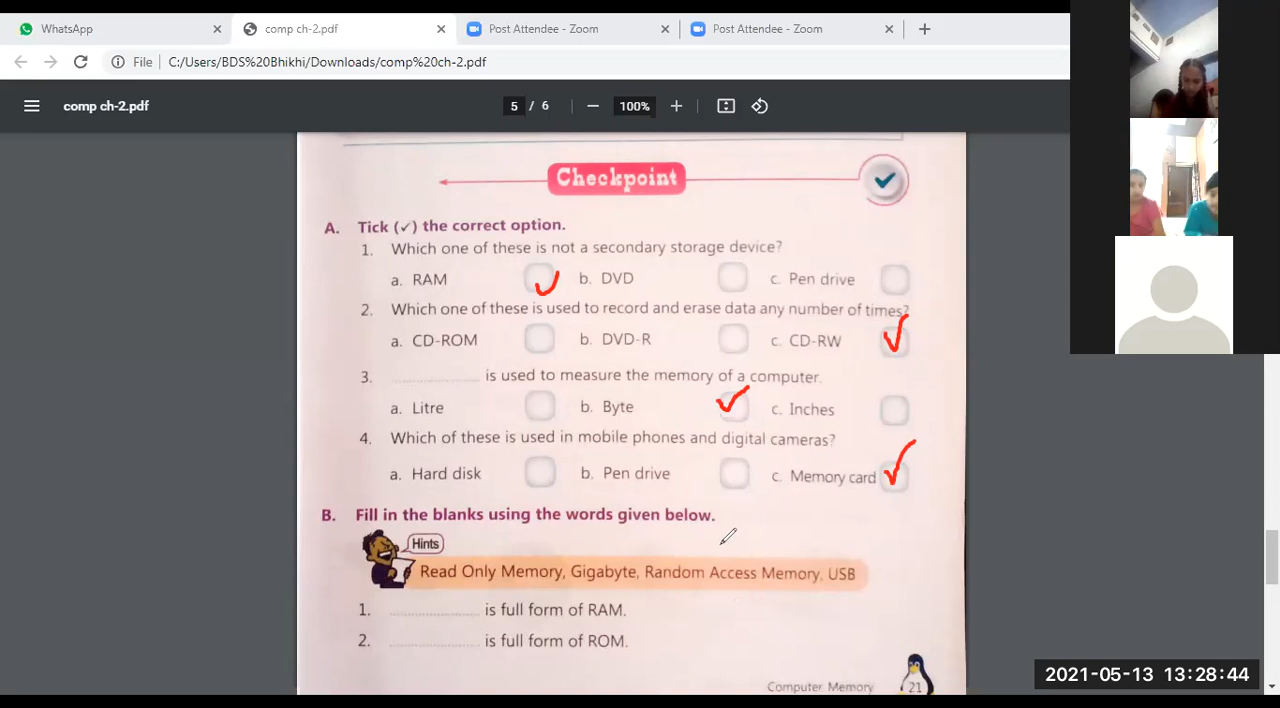 WhatsApp
comp ch-2.pdf
Post Attendee - Zoom
Post Attendee - Zoom
File
C:/Users/BDS%20Bhikhi/Downloads/comp%20ch-2.pdf
comp ch-2.pdf
5 / 6
100%
Checkpoint
A. Tick (✓) the correct option.
1. Which one of these is not a secondary storage device?
a. RAM b. DVD c. Pen drive
2. Which one of these is used to record and erase data any number of times?
a. CD-ROM b. DVD-R c. CD-RW
3. .................... is used to measure the memory of a computer.
a. Litre b. Byte c. Inches
4. Which of these is used in mobile phones and digital cameras?
a. Hard disk b. Pen drive c. Memory card
B. Fill in the blanks using the words given below.
Hints
Read Only Memory, Gigabyte, Random Access Memory, USB
1. .................... is full form of RAM.
2. .................... is full form of ROM.
Computer Memory 21
2021-05-13 13:28:44